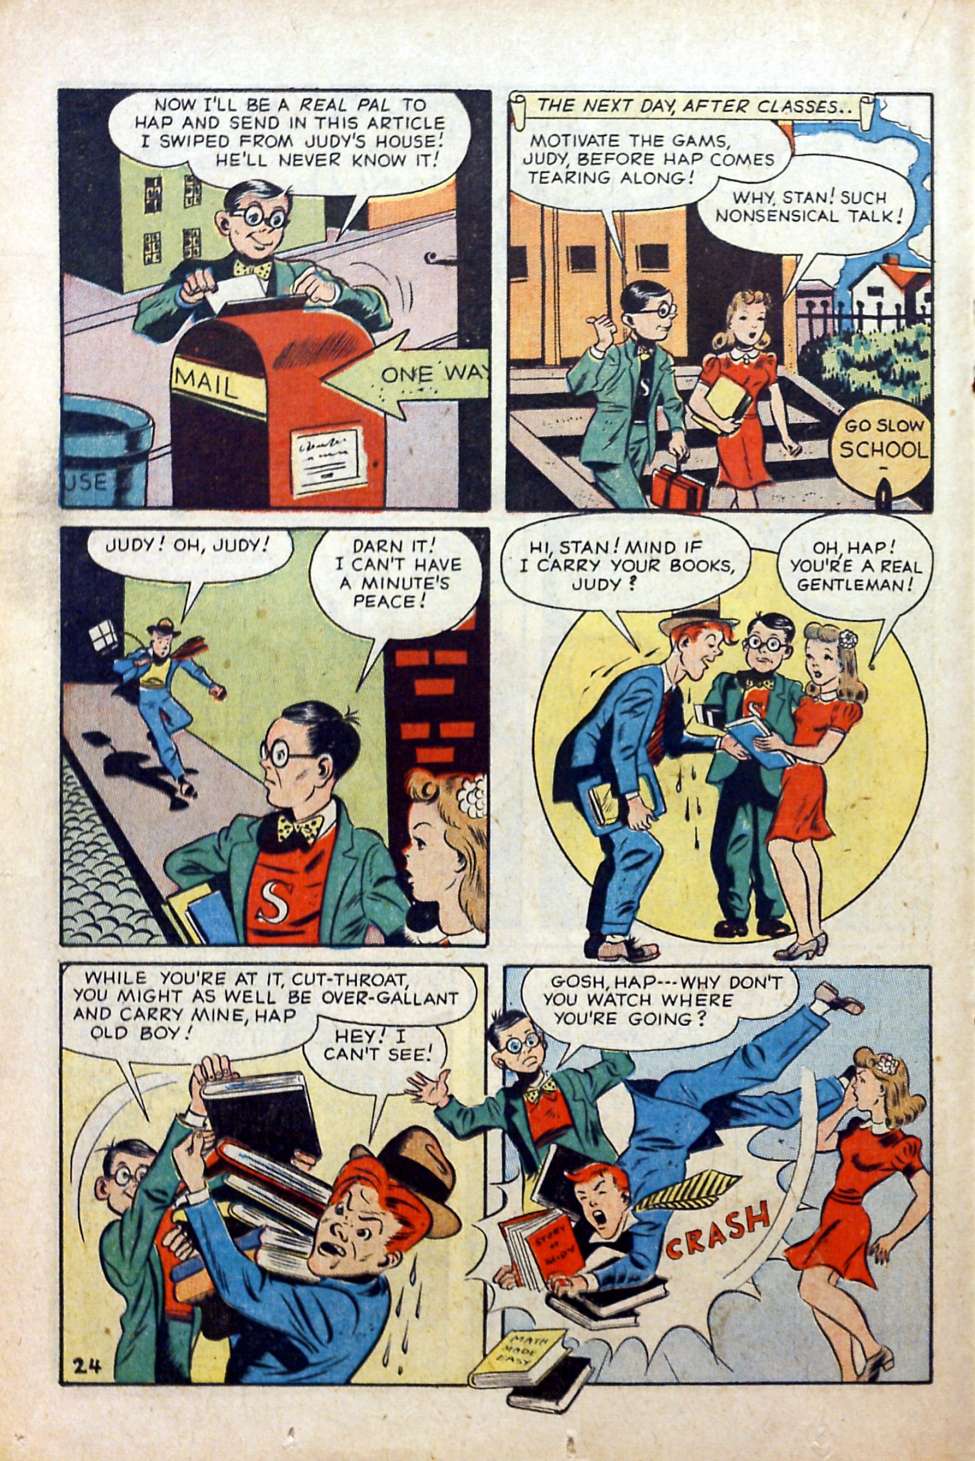 NOW I'LL BE A REAL PAL TO
HAP AND SEND IN THIS ARTICLE
I SWIPED FROM JUDY'S HOUSE!
HE'LL NEVER KNOW IT!
MAIL
ONE WAY
USE
THE NEXT DAY, AFTER CLASSES..
MOTIVATE THE GAMS,
JUDY, BEFORE HAP COMES
TEARING ALONG!
WHY, STAN! SUCH
NONSENSICAL TALK!
S
GO SLOW
SCHOOL
JUDY! OH, JUDY!
DARN IT!
I CAN'T HAVE
A MINUTE'S
PEACE!
S
HI, STAN! MIND IF
I CARRY YOUR BOOKS,
JUDY?
OH, HAP!
YOU'RE A REAL
GENTLEMAN!
S
WHILE YOU'RE AT IT, CUT-THROAT,
YOU MIGHT AS WELL BE OVER-GALLANT
AND CARRY MINE, HAP
OLD BOY!
HEY! I
CAN'T SEE!
24
GOSH, HAP---WHY DON'T
YOU WATCH WHERE
YOU'RE GOING?
CRASH
STORY
OF
MATH
MADE
EASY